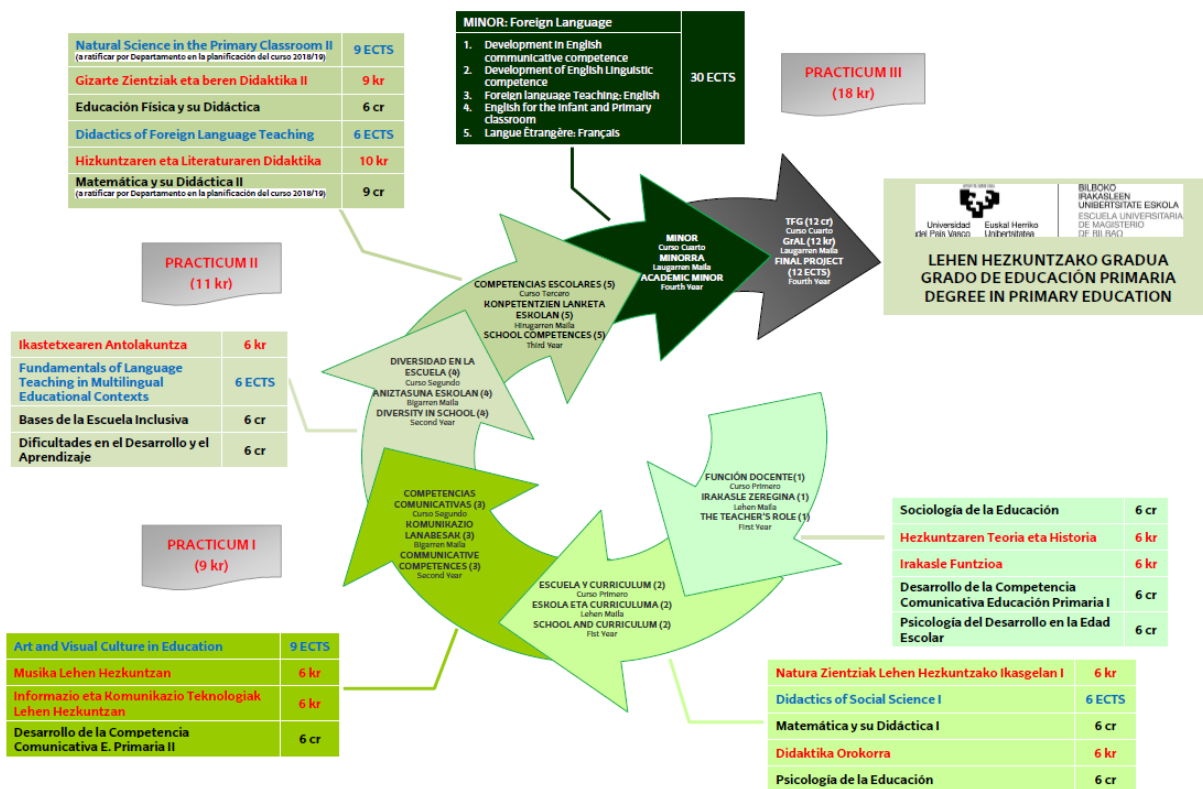 MINOR: Foreign Language
1. Development in English
communicative competence
2. Development of English Linguistic
competence
3. Foreign language Teaching: English
4. English for the Infant and Primary
classroom
5. Langue Étrangère: Français
30 ECTS
PRACTICUM III
(18 kr)
Natural Science in the Primary Classroom II 9 ECTS
(a ratificar por Departamento en la planificación del curso 2018/19)
Gizarte Zientziak eta beren Didaktika II 9 kr
Educación Física y su Didáctica 6 cr
Didactics of Foreign Language Teaching 6 ECTS
Hizkuntzaren eta Literaturaren Didaktika 10 kr
Matemática y su Didáctica II 9 cr
(a ratificar por Departamento en la planificación del curso 2018/19)
PRACTICUM II
(11 kr)
Ikastetxearen Antolakuntza 6 kr
Fundamentals of Language
Teaching in Multilingual
Educational Contexts
6 ECTS
Bases de la Escuela Inclusiva 6 cr
Dificultades en el Desarrollo y el
Aprendizaje
6 cr
PRACTICUM I
(9 kr)
Art and Visual Culture in Education 9 ECTS
Musika Lehen Hezkuntzan 6 kr
Informazio eta Komunikazio Teknologiak
Lehen Hezkuntzan
6 kr
Desarrollo de la Competencia
Comunicativa E. Primaria II
6 cr
COMPETENCIAS ESCOLARES (5)
Curso Tercero
KONPETENTZIEN LANKETA
ESKOLAN (5)
Hirugarren Maila
SCHOOL COMPETENCES (5)
Third Year
DIVERSIDAD EN LA
ESCUELA (4)
Curso Segundo
ANIZTASUNA ESKOLAN (4)
Bigarren Maila
DIVERSITY IN SCHOOL (4)
Second Year
COMPETENCIAS
COMUNICATIVAS (3)
Curso Segundo
KOMUNIKAZIO
LANABESAK (3)
Bigarren Maila
COMMUNICATIVE
COMPETENCES (3)
Second Year
ESCUELA Y CURRICULUM (2)
Curso Primero
ESKOLA ETA CURRICULUMA (2)
Lehen Maila
SCHOOL AND CURRICULUM (2)
Fist Year
FUNCIÓN DOCENTE(1)
Curso Primero
IRAKASLE ZEREGINA (1)
Lehen Maila
THE TEACHER'S ROLE (1)
First Year
MINOR
Curso Cuarto
MINORRA
Laugarren Maila
ACADEMIC MINOR
Fourth Year
TFG (12 cr)
Curso Cuarto
GrAL (12 kr)
Laugarren Maila
FINAL PROJECT
(12 ECTS)
Fourth Year
Universidad
del País Vasco
Euskal Herriko
Unibertsitatea
BILBOKO
IRAKASLEEN
UNIBERTSITATE ESKOLA
ESCUELA UNIVERSITARIA
DE MAGISTERIO
DE BILBAO
LEHEN HEZKUNTZAKO GRADUA
GRADO DE EDUCACIÓN PRIMARIA
DEGREE IN PRIMARY EDUCATION
Sociología de la Educación 6 cr
Hezkuntzaren Teoria eta Historia 6 kr
Irakasle Funtzioa 6 kr
Desarrollo de la Competencia
Comunicativa Educación Primaria I
6 cr
Psicología del Desarrollo en la Edad
Escolar
6 cr
Natura Zientziak Lehen Hezkuntzako Ikasgelan I 6 kr
Didactics of Social Science I 6 ECTS
Matemática y su Didáctica I 6 cr
Didaktika Orokorra 6 kr
Psicología de la Educación 6 cr